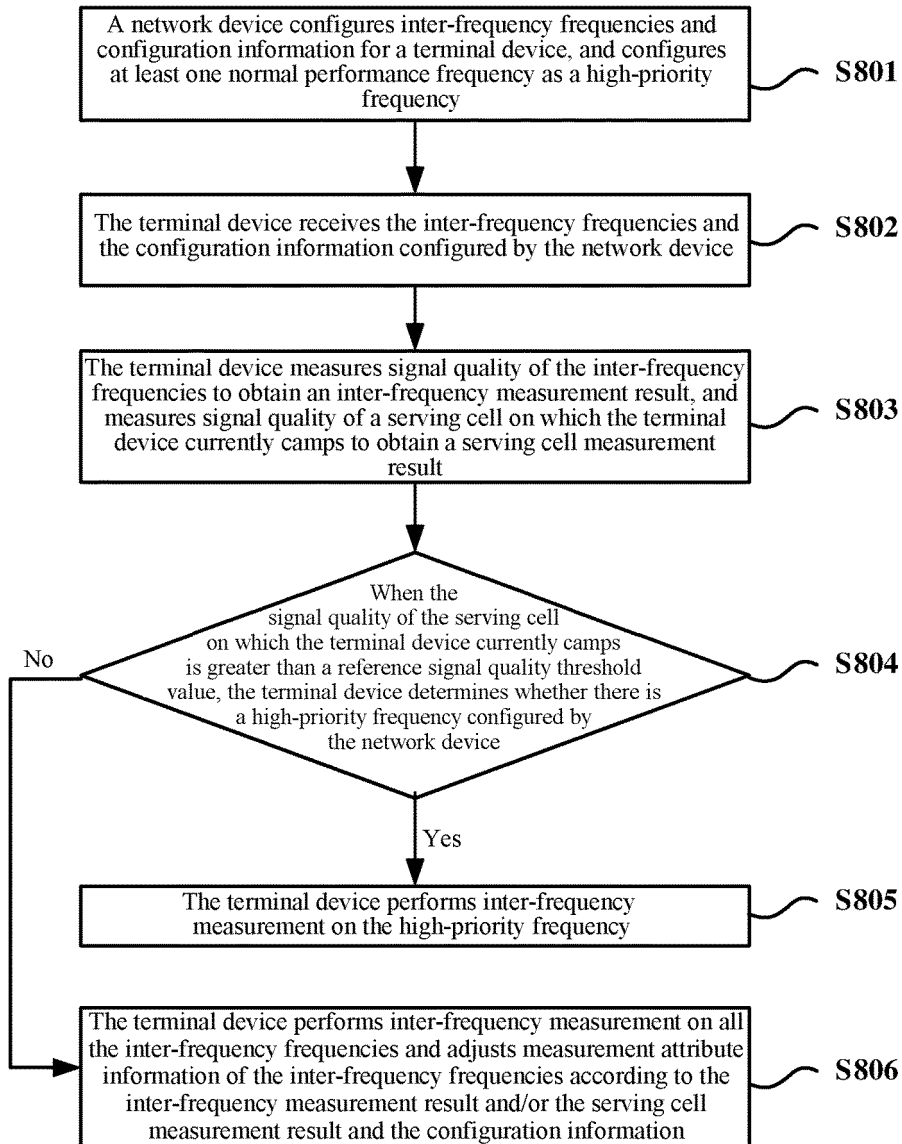 A network device configures inter-frequency frequencies and
configuration information for a terminal device, and configures
at least one normal performance frequency as a high-priority
frequency
S801
The terminal device receives the inter-frequency frequencies and
the configuration information configured by the network device
S802
The terminal device measures signal quality of the inter-frequency
frequencies to obtain an inter-frequency measurement result, and
measures signal quality of a serving cell on which the terminal
device currently camps to obtain a serving cell measurement
result
S803
When the
signal quality of the serving cell
on which the terminal device currently camps
is greater than a reference signal quality threshold
value, the terminal device determines whether there is
a high-priority frequency configured by
the network device
S804
No
Yes
The terminal device performs inter-frequency
measurement on the high-priority frequency
S805
The terminal device performs inter-frequency measurement on all
the inter-frequency frequencies and adjusts measurement attribute
information of the inter-frequency frequencies according to the
inter-frequency measurement result and/or the serving cell
measurement result and the configuration information
S806